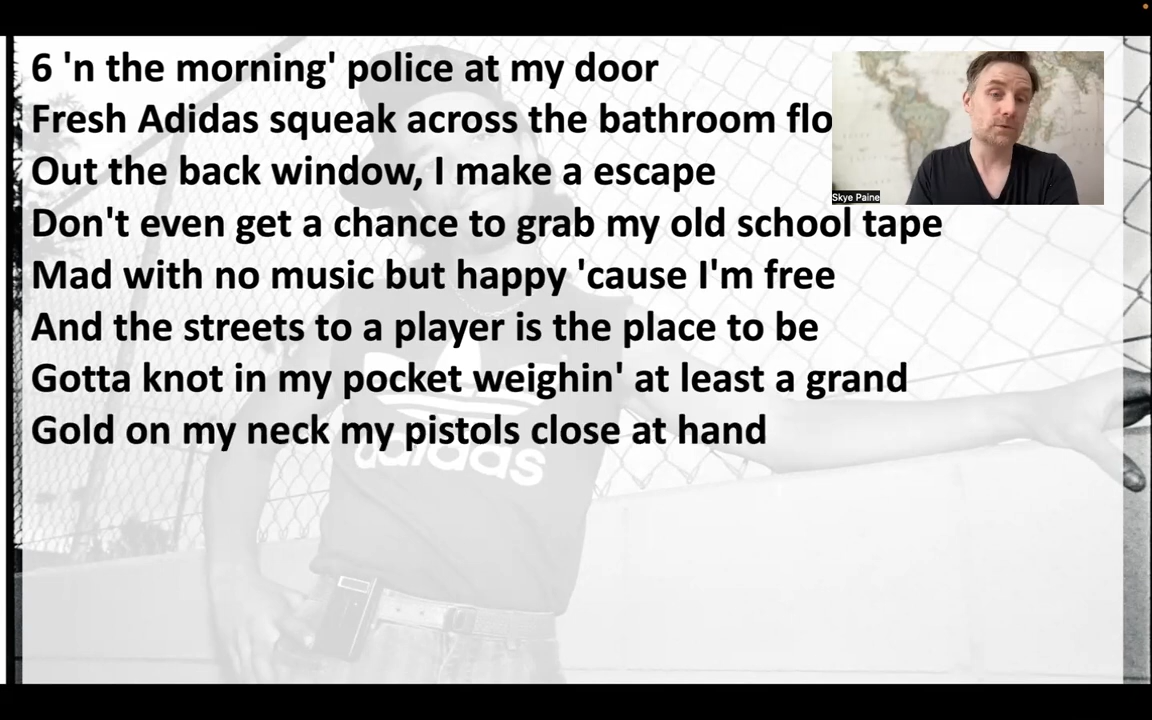 6 'n the morning' police at my door
Fresh Adidas squeak across the bathroom flo
Out the back window, I make a escape
Don't even get a chance to grab my old school tape
Mad with no music but happy 'cause I'm free
And the streets to a player is the place to be
Gotta knot in my pocket weighin' at least a grand
Gold on my neck my pistols close at hand
adidas
Skye Paine